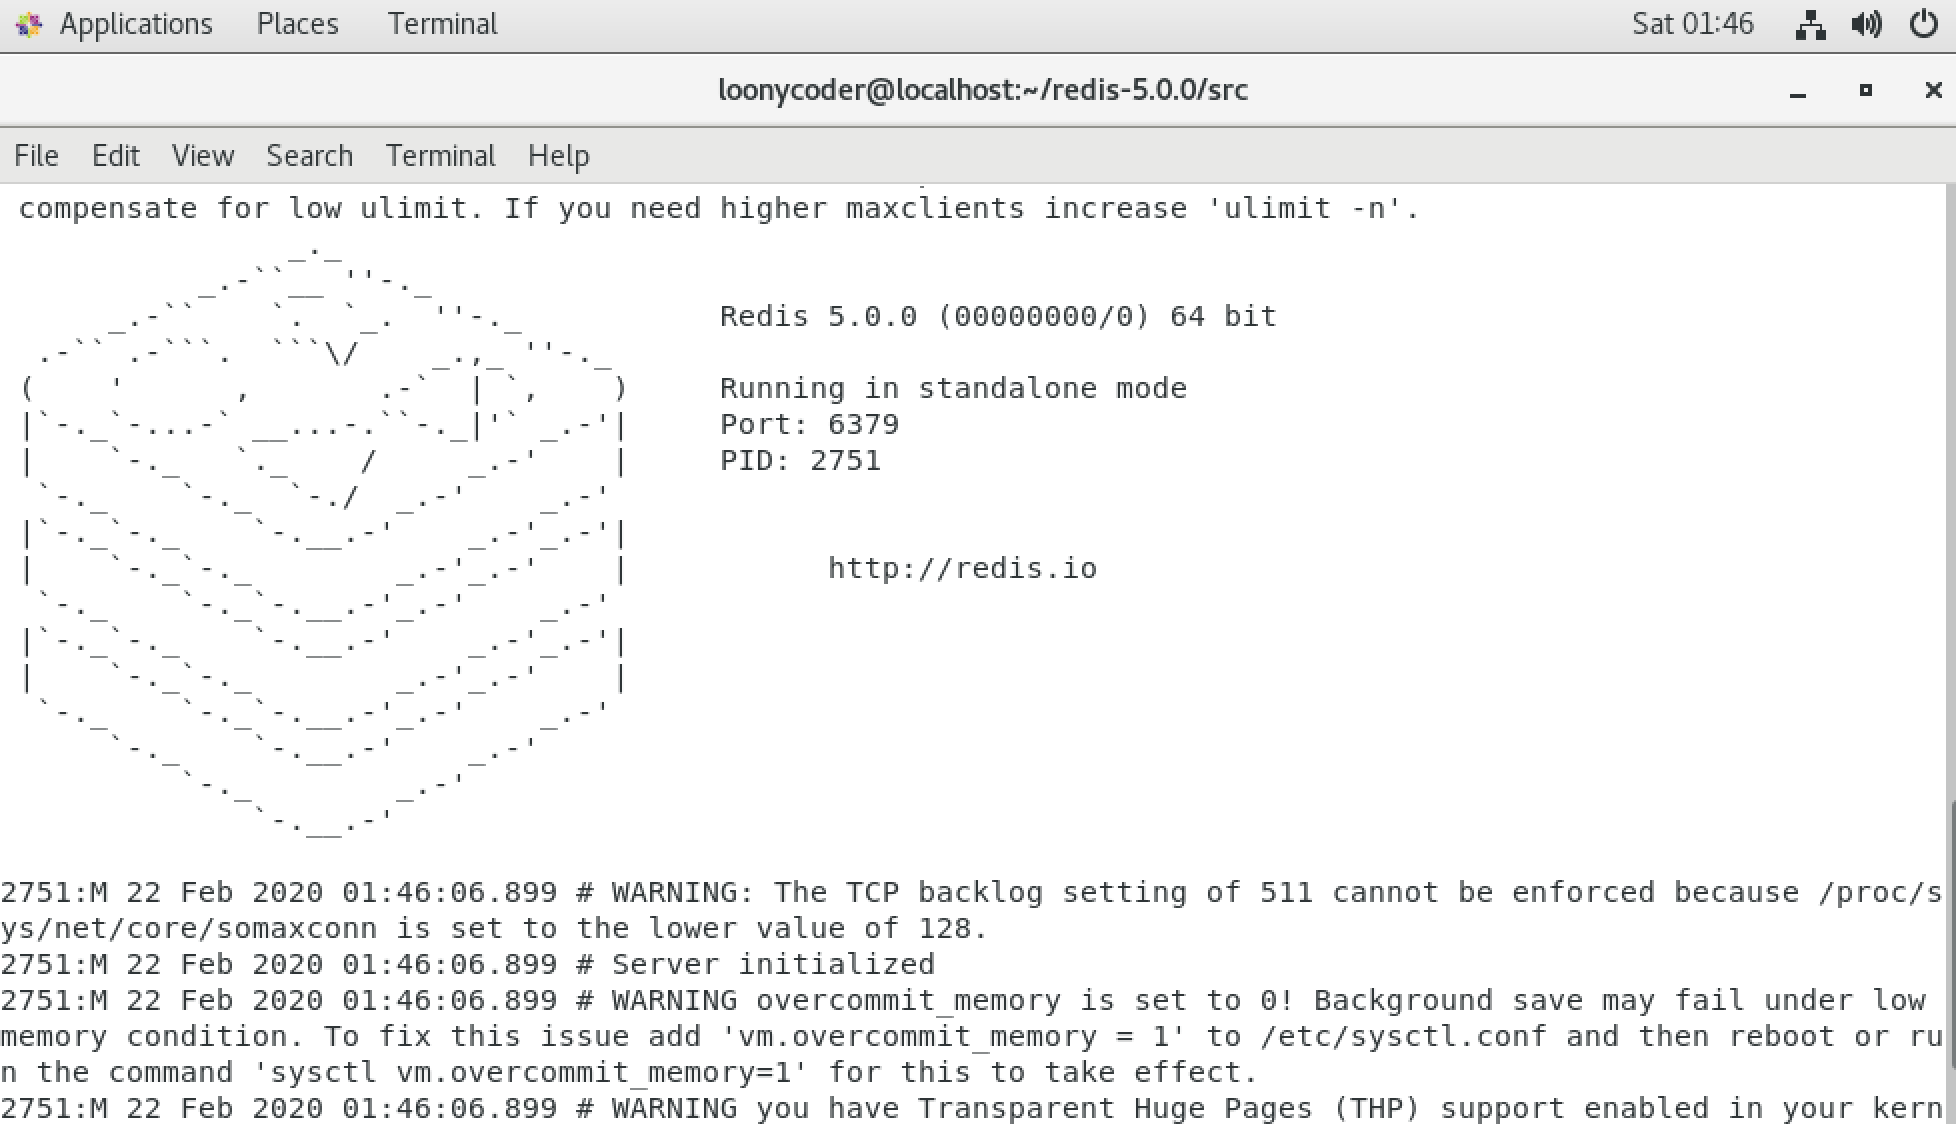 Applications Places Terminal Sat 01:46
loonycoder@localhost:~/redis-5.0.0/src
File Edit View Search Terminal Help
compensate for low ulimit. If you need higher maxclients increase 'ulimit -n'.
Redis 5.0.0 (00000000/0) 64 bit
Running in standalone mode
Port: 6379
PID: 2751
http://redis.io
2751:M 22 Feb 2020 01:46:06.899 # WARNING: The TCP backlog setting of 511 cannot be enforced because /proc/s
ys/net/core/somaxconn is set to the lower value of 128.
2751:M 22 Feb 2020 01:46:06.899 # Server initialized
2751:M 22 Feb 2020 01:46:06.899 # WARNING overcommit_memory is set to 0! Background save may fail under low
memory condition. To fix this issue add 'vm.overcommit_memory = 1' to /etc/sysctl.conf and then reboot or ru
n the command 'sysctl vm.overcommit_memory=1' for this to take effect.
2751:M 22 Feb 2020 01:46:06.899 # WARNING you have Transparent Huge Pages (THP) support enabled in your kern